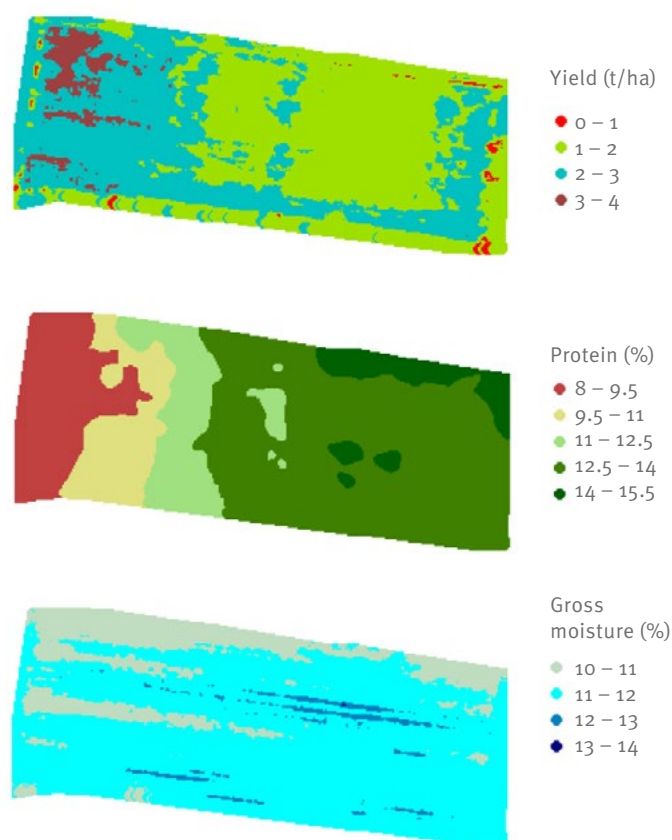 Yield (t/ha)
0 – 1
1 – 2
2 – 3
3 – 4
Protein (%)
8 – 9.5
9.5 – 11
11 – 12.5
12.5 – 14
14 – 15.5
Gross
moisture (%)
10 – 11
11 – 12
12 – 13
13 – 14